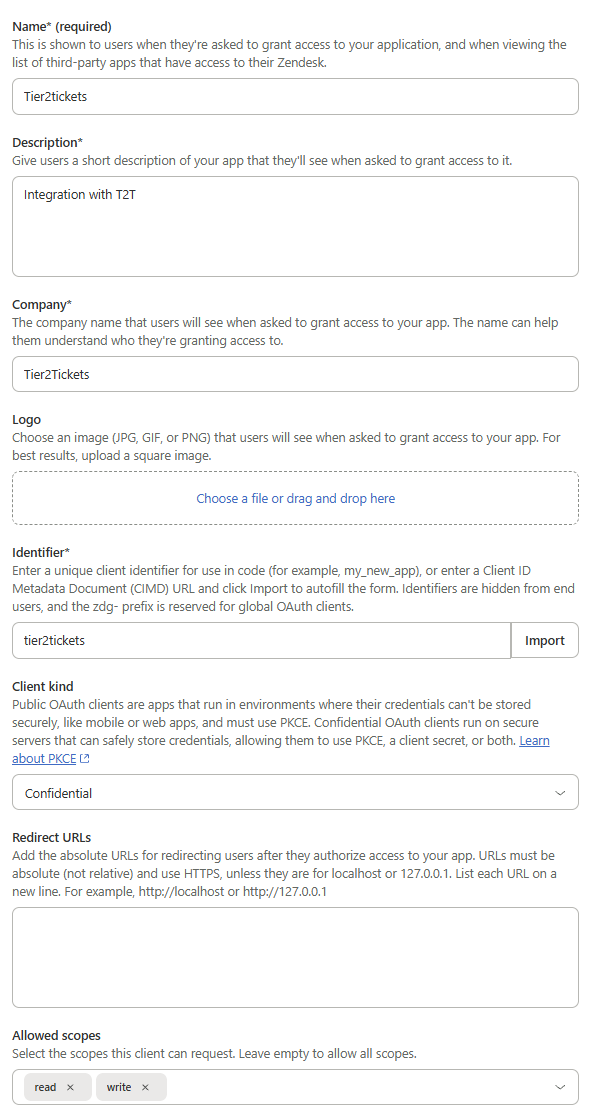 Name* (required)
This is shown to users when they're asked to grant access to your application, and when viewing the
list of third-party apps that have access to their Zendesk.
Tier2tickets
Description*
Give users a short description of your app that they'll see when asked to grant access to it.
Integration with T2T
Company*
The company name that users will see when asked to grant access to your app. The name can help
them understand who they're granting access to.
Tier2Tickets
Logo
Choose an image (JPG, GIF, or PNG) that users will see when asked to grant access to your app. For
best results, upload a square image.
Choose a file or drag and drop here
Identifier*
Enter a unique client identifier for use in code (for example, my_new_app), or enter a Client ID
Metadata Document (CIMD) URL and click Import to autofill the form. Identifiers are hidden from end
users, and the zdg- prefix is reserved for global OAuth clients.
tier2tickets
Import
Client kind
Public OAuth clients are apps that run in environments where their credentials can't be stored
securely, like mobile or web apps, and must use PKCE. Confidential OAuth clients run on secure
servers that can safely store credentials, allowing them to use PKCE, a client secret, or both. Learn
about PKCE
Confidential
Redirect URLs
Add the absolute URLs for redirecting users after they authorize access to your app. URLs must be
absolute (not relative) and use HTTPS, unless they are for localhost or 127.0.0.1. List each URL on a
new line. For example, http://localhost or http://127.0.0.1
Allowed scopes
Select the scopes this client can request. Leave empty to allow all scopes.
read × write ×